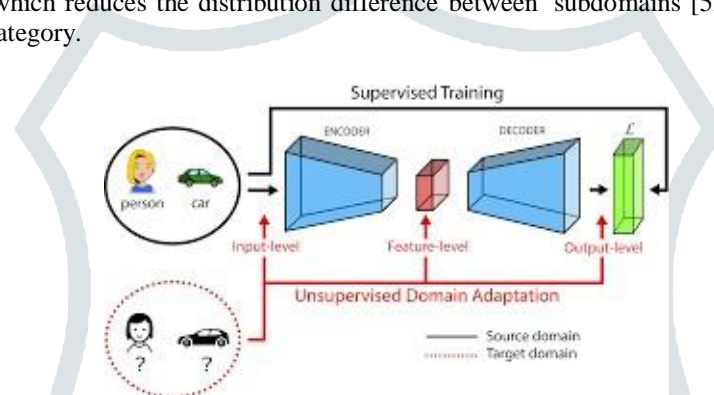 which reduces the distribution difference between subdomains [5
ategory.
Supervised Training
ENCODER
DECODER
ℒ
person car
Input-level Feature-level Output-level
Unsupervised Domain Adaptation
? ?
Source domain
Target domain